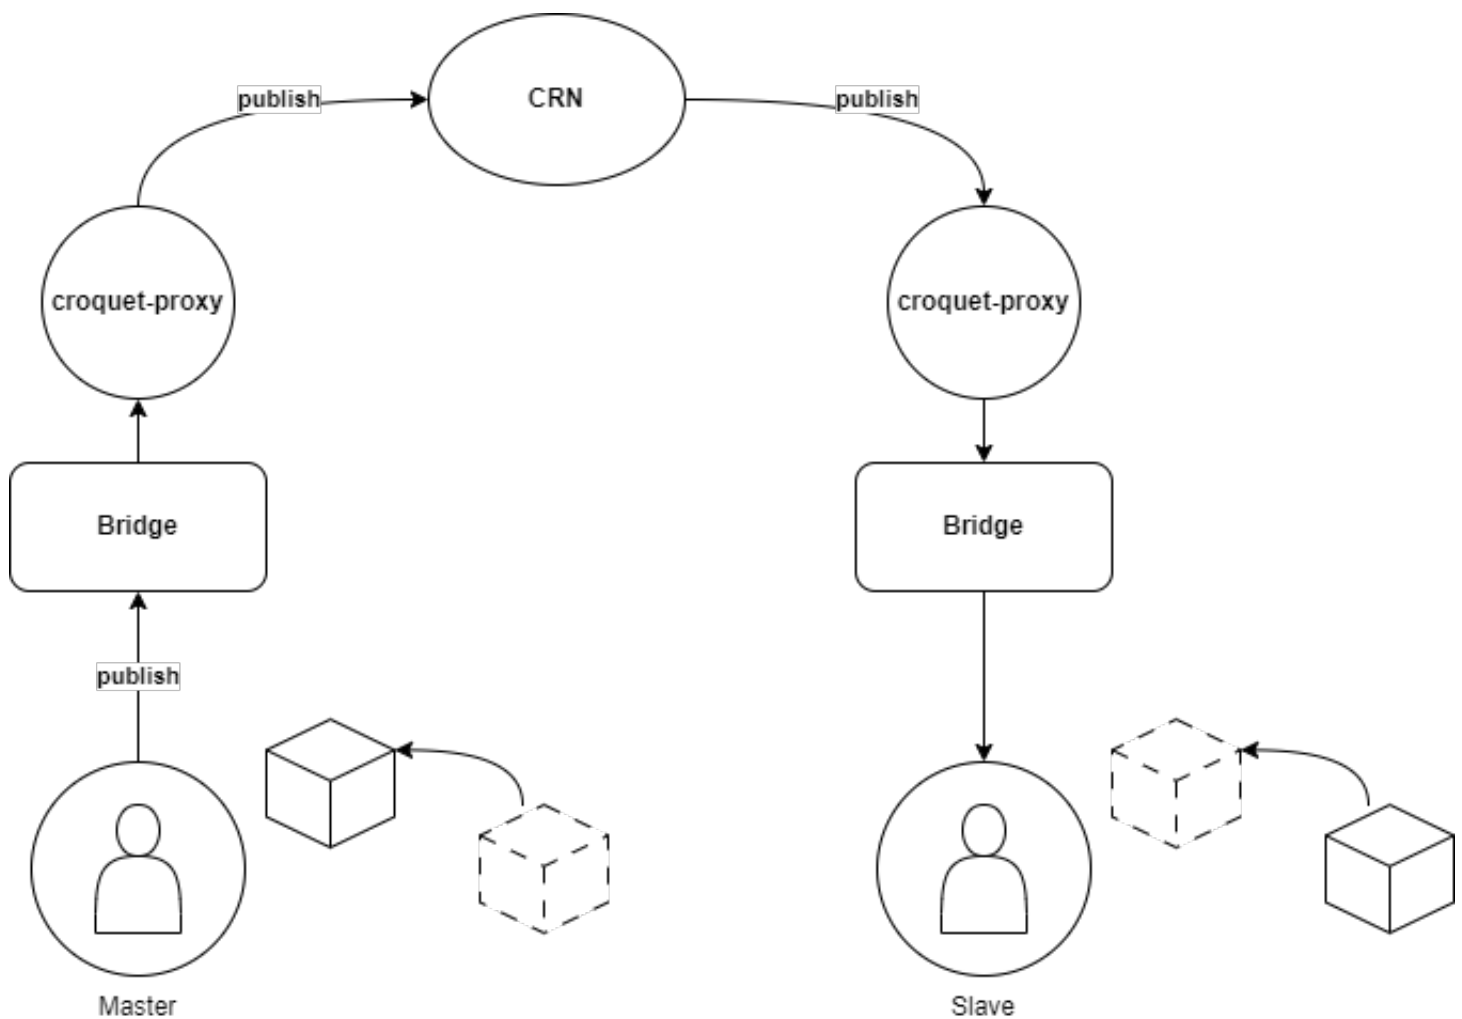 CRN
publish
publish
croquet-proxy
croquet-proxy
Bridge
Bridge
publish
Master
Slave